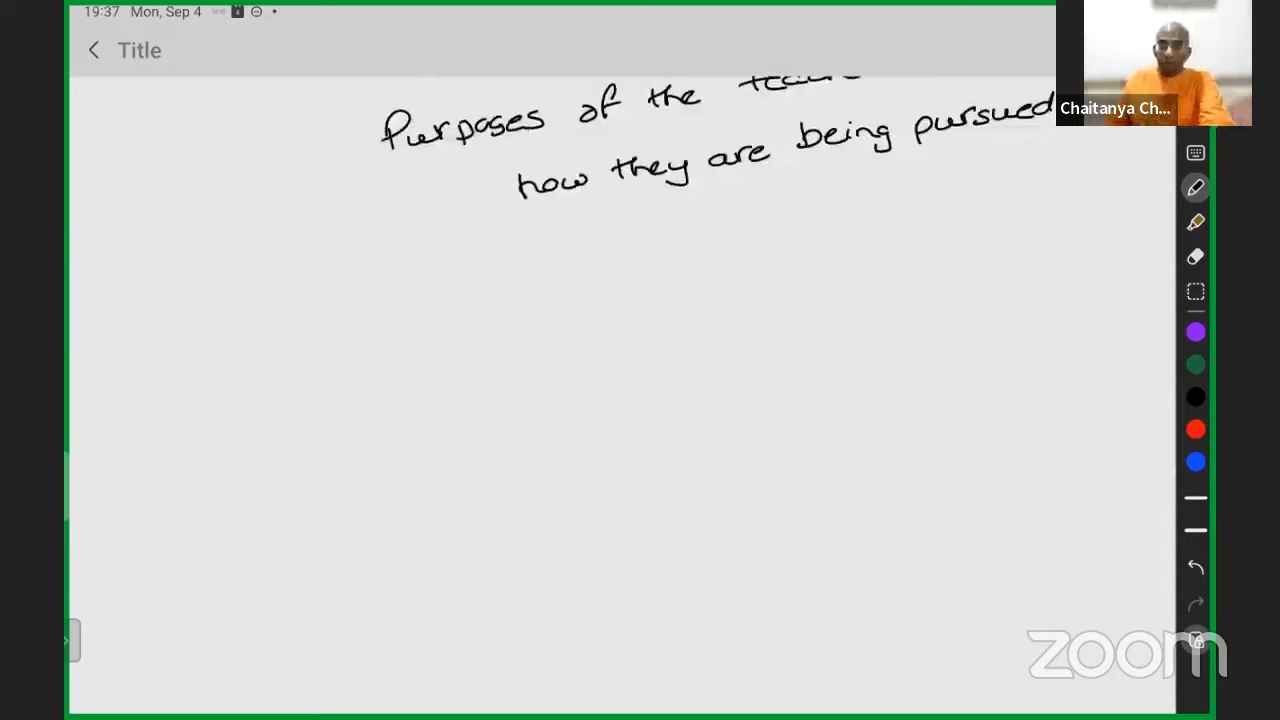 19:37 Mon, Sep 4
Title
Purposes of the
how they are being pursued
Chaitanya Ch...
zoom